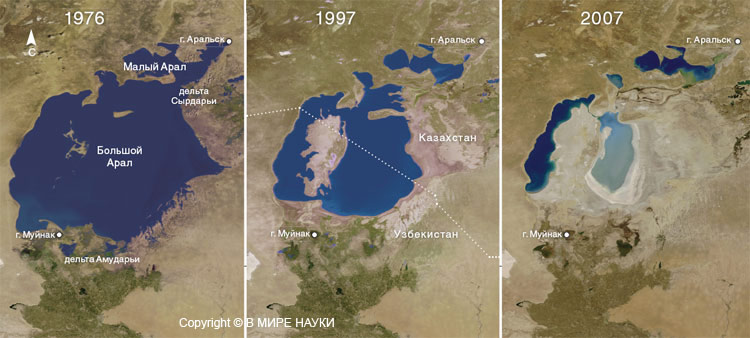 1976
С
г. Аральск
Малый Арал
дельта
Сырдарьи
Большой
Арал
г. Муйнак
дельта Амударьи
1997
г. Аральск
Казахстан
г. Муйнак
Узбекистан
2007
г. Аральск
г. Муйнак
Copyright © В МИРЕ НАУКИ